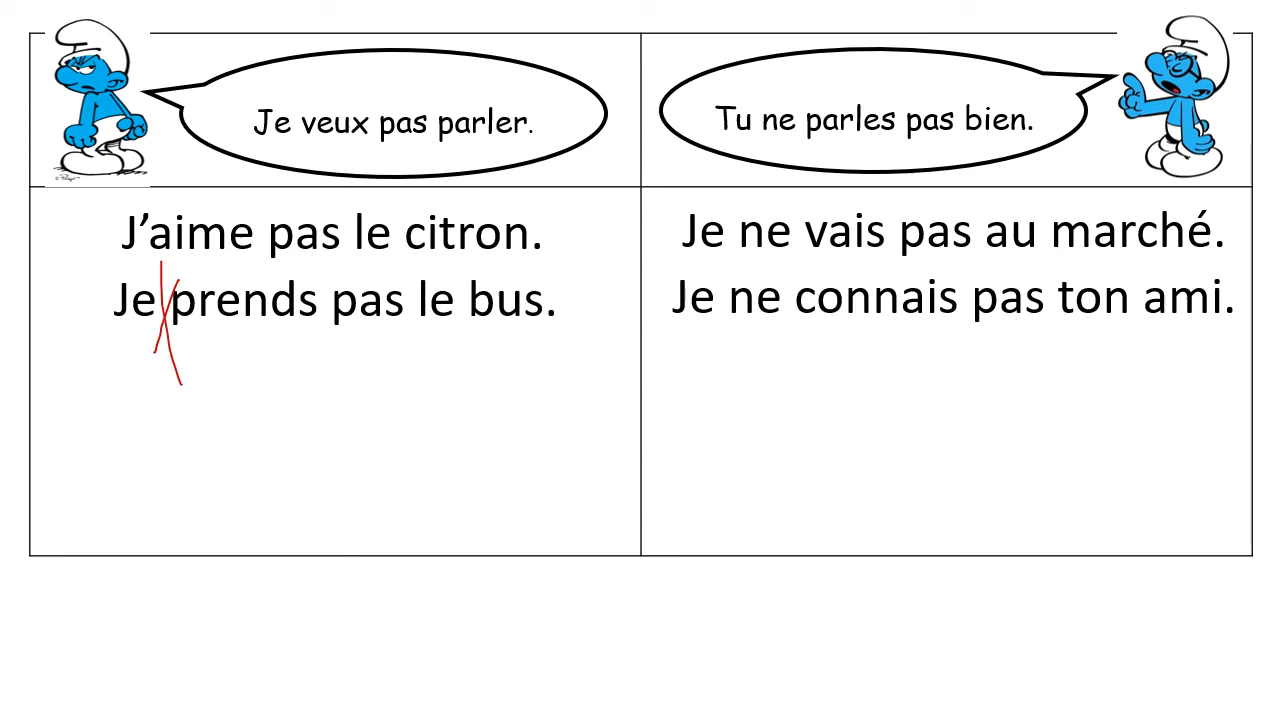 Je veux pas parler.
Tu ne parles pas bien.
J’aime pas le citron.
Je prends pas le bus.
Je ne vais pas au marché.
Je ne connais pas ton ami.